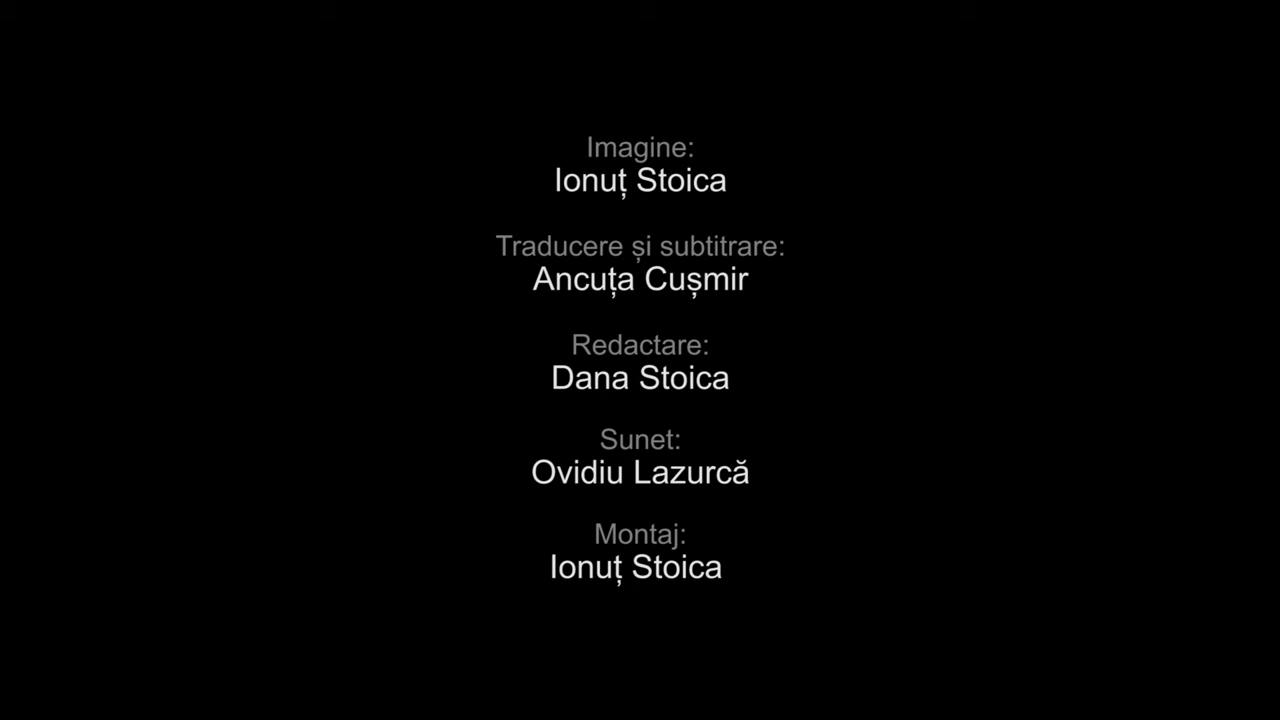 Imagine:
Ionuț Stoica
Traducere și subtitrare:
Ancuța Cușmir
Redactare:
Dana Stoica
Sunet:
Ovidiu Lazurcă
Montaj:
Ionuț Stoica